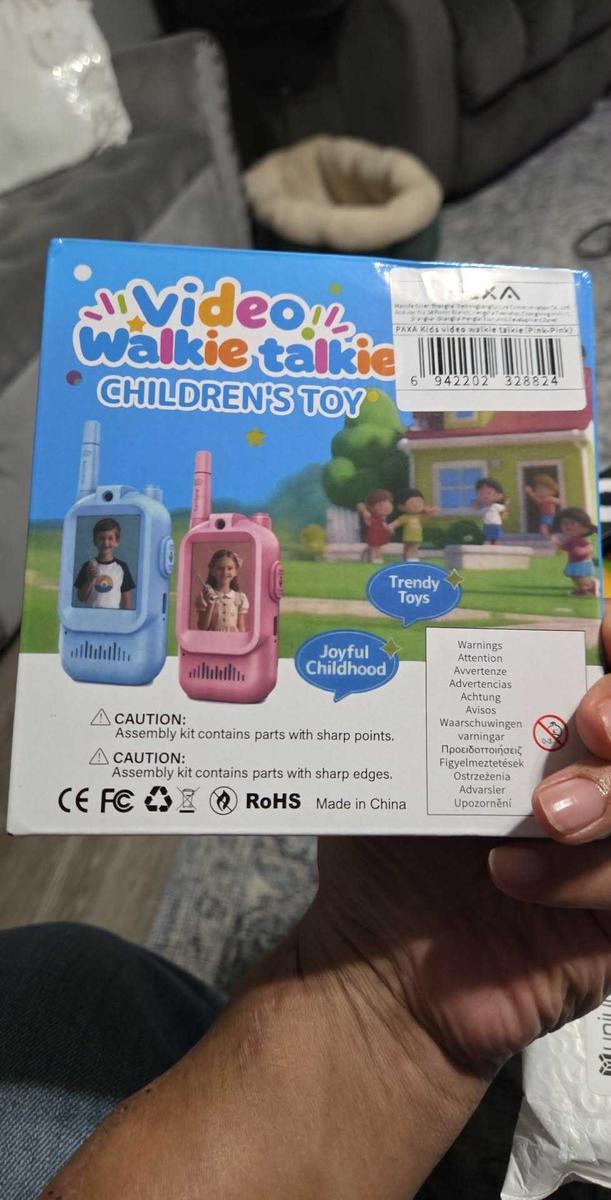 Video
Walkie talkie
CHILDREN'S TOY
PAXA Kids video walkie talkie (Pink-Pink)
6 942202 328824
Trendy
Toys
Joyful
Childhood
Warnings
Attention
Avvertenze
Advertencias
Achtung
Avisos
Waarschuwingen
varningar
Προειδοποιήσεις
Figyelmeztetések
Ostrzeżenia
Advarsler
Upozornění
0-3
CAUTION:
Assembly kit contains parts with sharp points.
CAUTION:
Assembly kit contains parts with sharp edges.
CE FC RoHS Made in China